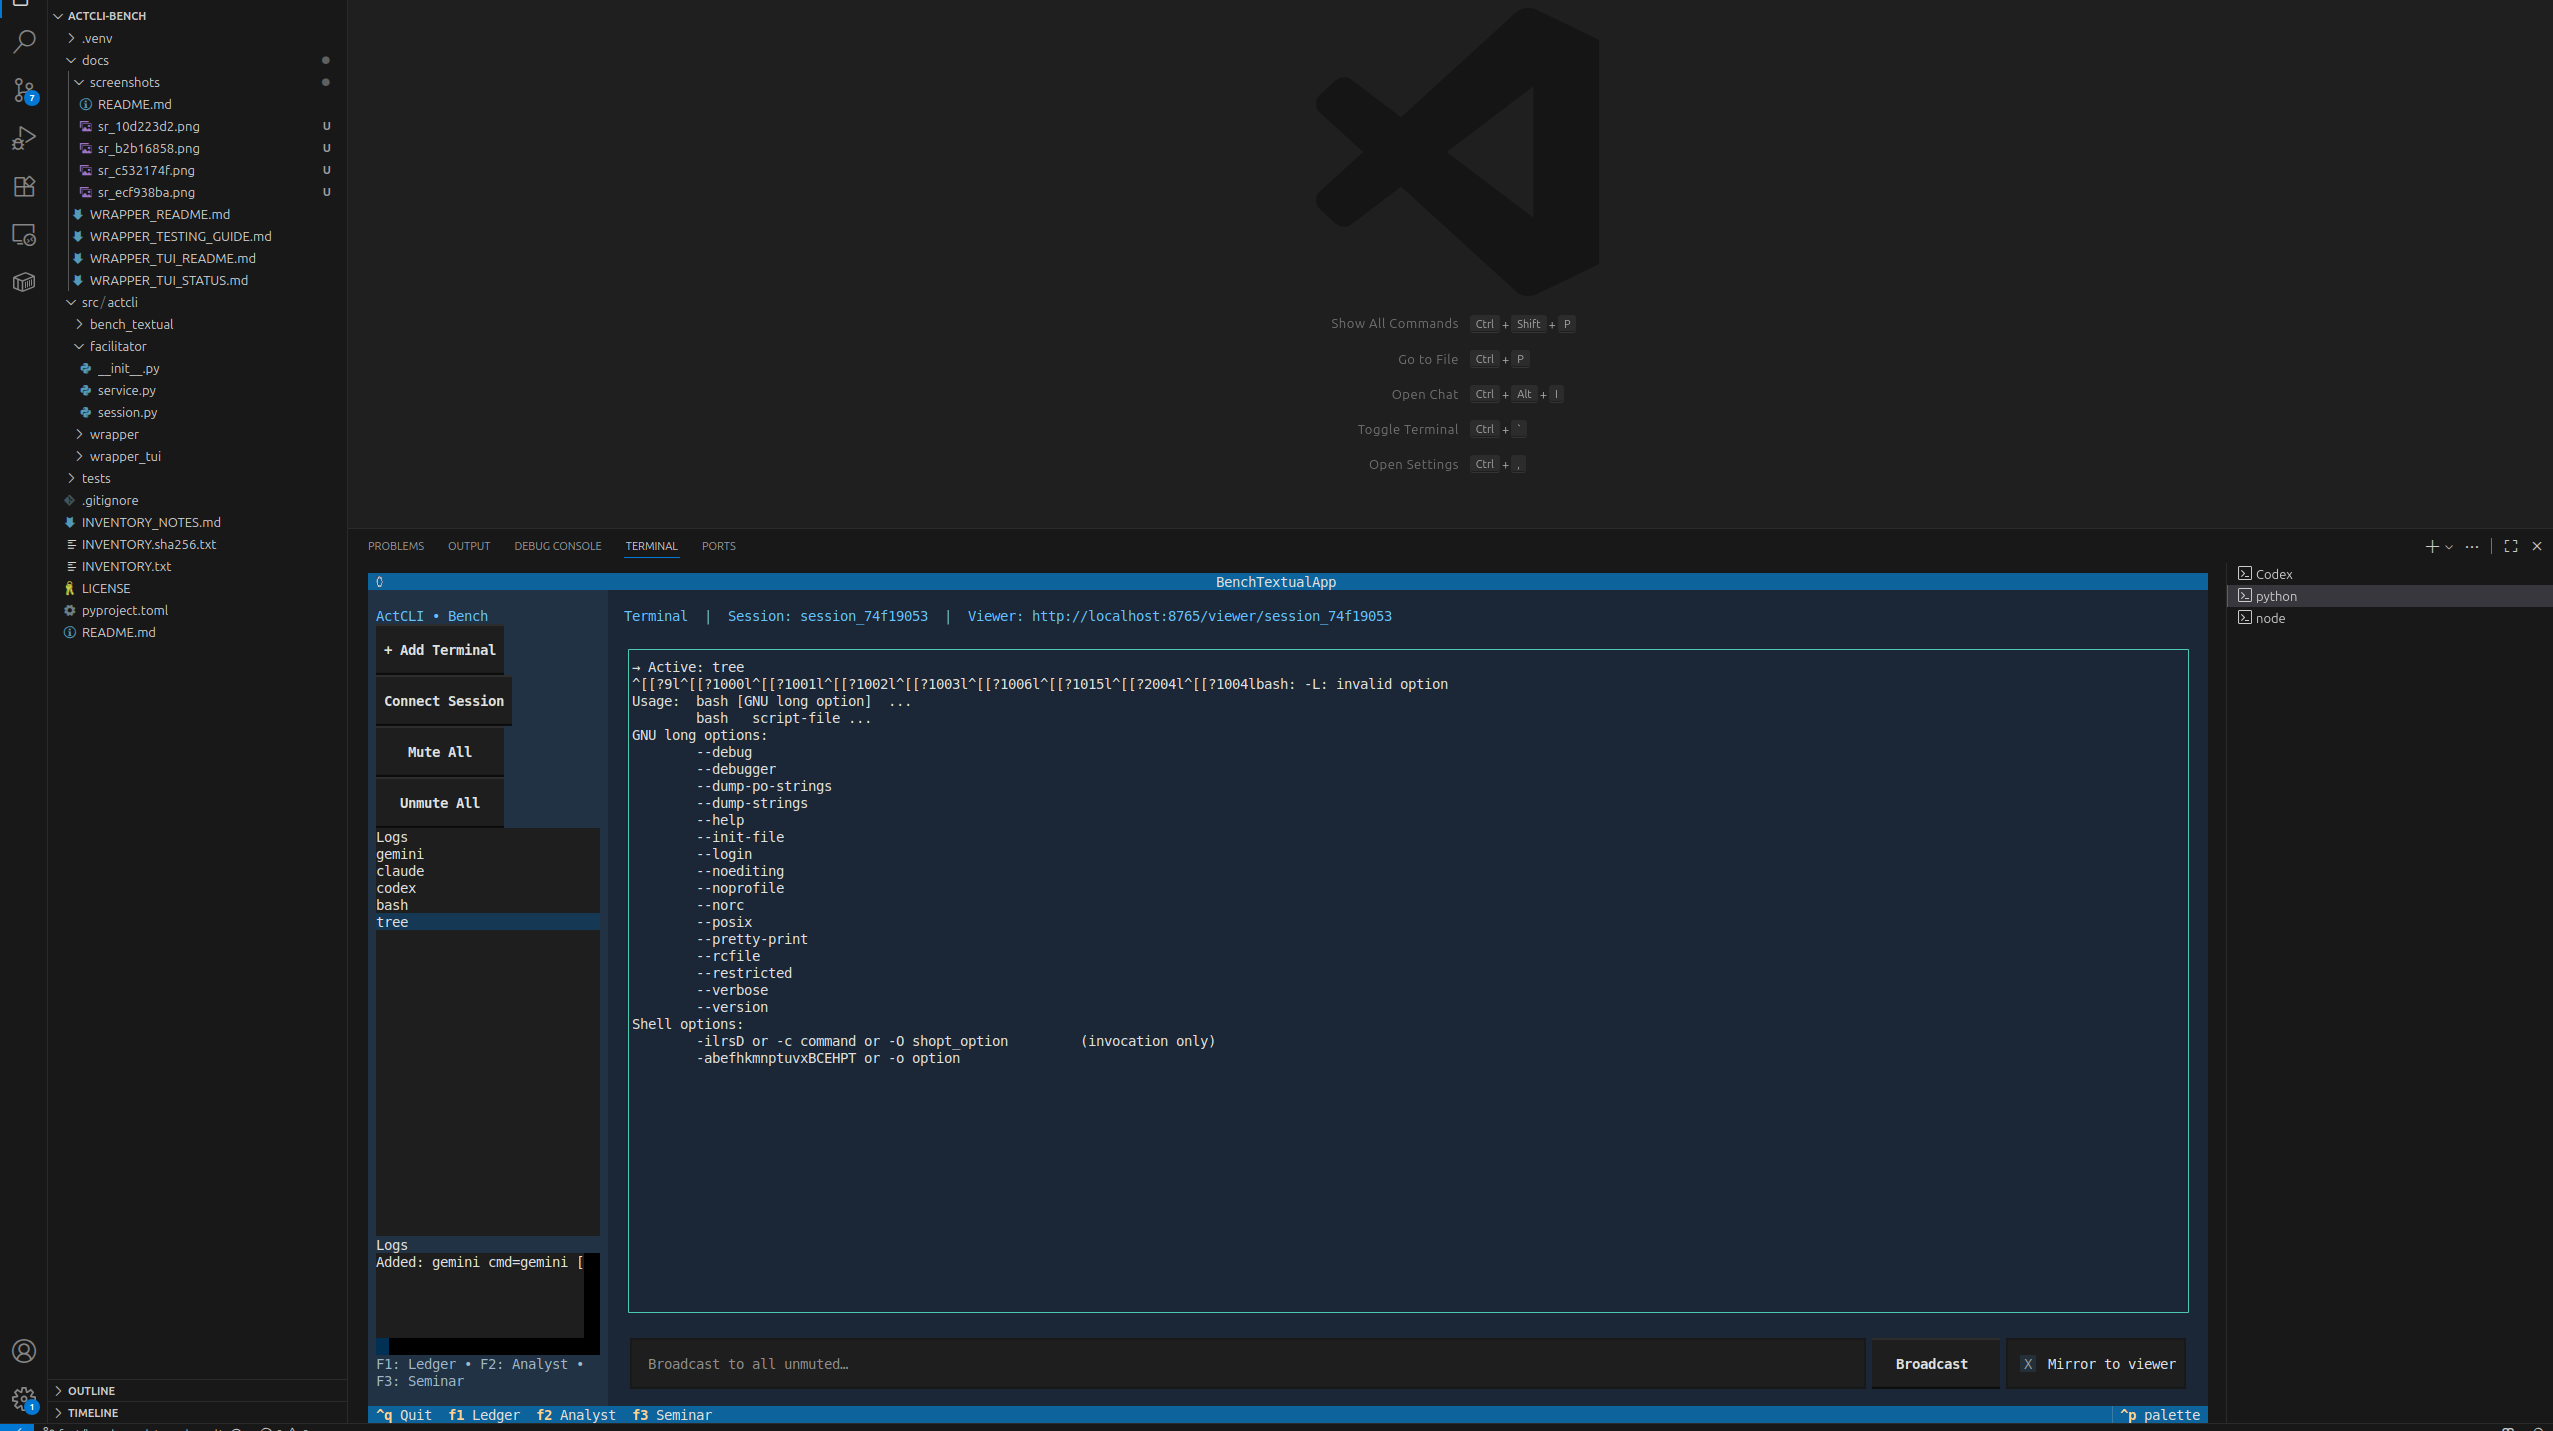 ACTCLI-BENCH
.venv
docs
screenshots
README.md
sr_10d223d2.png U
sr_b2b16858.png U
sr_c532174f.png U
sr_ecf938ba.png U
WRAPPER_README.md
WRAPPER_TESTING_GUIDE.md
WRAPPER_TUI_README.md
WRAPPER_TUI_STATUS.md
src/actcli
bench_textual
facilitator
__init__.py
service.py
session.py
wrapper
wrapper_tui
tests
.gitignore
INVENTORY_NOTES.md
INVENTORY.sha256.txt
INVENTORY.txt
LICENSE
pyproject.toml
README.md
OUTLINE
TIMELINE
7
1
Show All Commands Ctrl + Shift + P
Go to File Ctrl + P
Open Chat Ctrl + Alt + I
Toggle Terminal Ctrl + `
Open Settings Ctrl + ,
PROBLEMS OUTPUT DEBUG CONSOLE TERMINAL PORTS
Codex
python
node
BenchTextualApp
ActCLI • Bench
+ Add Terminal
Connect Session
Mute All
Unmute All
Logs
gemini
claude
codex
bash
tree
Logs
Added: gemini cmd=gemini [
F1: Ledger • F2: Analyst •
F3: Seminar
Terminal | Session: session_74f19053 | Viewer: http://localhost:8765/viewer/session_74f19053
→ Active: tree
^[[?9l^[[?1000l^[[?1001l^[[?1002l^[[?1003l^[[?1006l^[[?1015l^[[?2004l^[[?1004lbash: -L: invalid option
Usage: bash [GNU long option] ...
bash script-file ...
GNU long options:
--debug
--debugger
--dump-po-strings
--dump-strings
--help
--init-file
--login
--noediting
--noprofile
--norc
--posix
--pretty-print
--rcfile
--restricted
--verbose
--version
Shell options:
-ilrsD or -c command or -O shopt_option (invocation only)
-abefhkmnptuvxBCEHPT or -o option
Broadcast to all unmuted…
Broadcast
X Mirror to viewer
^q Quit f1 Ledger f2 Analyst f3 Seminar
^p palette